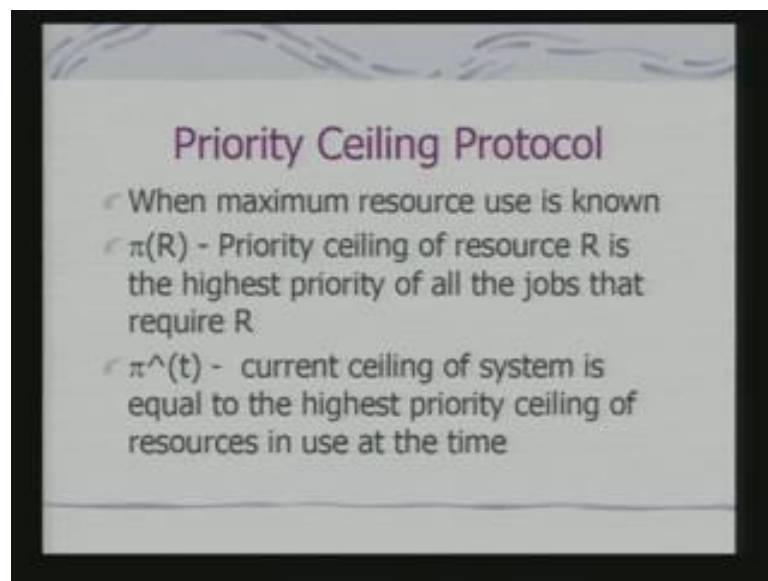 Priority Ceiling Protocol
When maximum resource use is known
π(R) - Priority ceiling of resource R is
the highest priority of all the jobs that
require R
π^(t) - current ceiling of system is
equal to the highest priority ceiling of
resources in use at the time